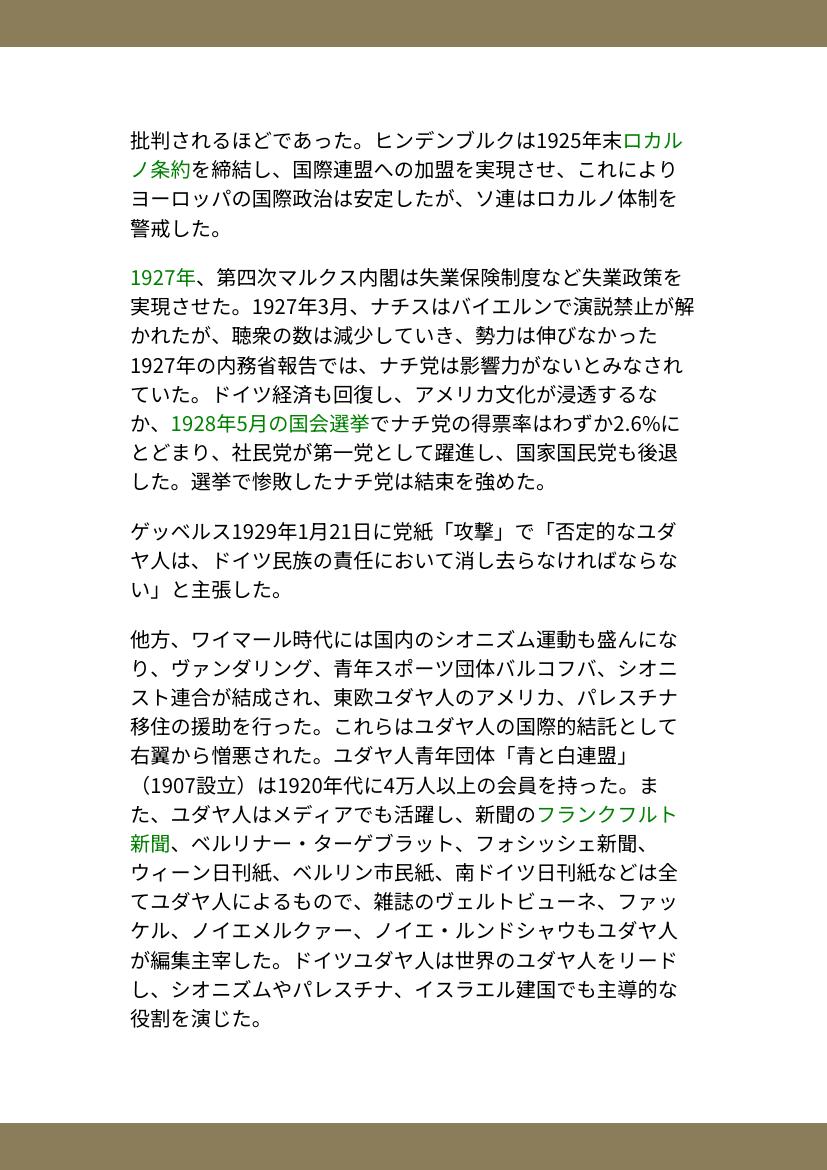 批判されるほどであった。ヒンデンブルクは1925年末ロカル
ノ条約を締結し、国際連盟への加盟を実現させ、これにより
ヨーロッパの国際政治は安定したが、ソ連はロカルノ体制を
警戒した。
1927年、第四次マルクス内閣は失業保険制度など失業政策を
実現させた。1927年3月、ナチスはバイエルンで演説禁止が解
かれたが、聴衆の数は減少していき、勢力は伸びなかった
1927年の内務省報告では、ナチ党は影響力がないとみなされ
ていた。ドイツ経済も回復し、アメリカ文化が浸透するな
か、1928年5月の国会選挙でナチ党の得票率はわずか2.6%に
とどまり、社民党が第一党として躍進し、国家国民党も後退
した。選挙で惨敗したナチ党は結束を強めた。
ゲッベルス1929年1月21日に党紙「攻撃」で「否定的なユダ
ヤ人は、ドイツ民族の責任において消し去らなければならな
い」と主張した。
他方、ワイマール時代には国内のシオニズム運動も盛んにな
り、ヴァンダリング、青年スポーツ団体バルコフバ、シオニ
スト連合が結成され、東欧ユダヤ人のアメリカ、パレスチナ
移住の援助を行った。これらはユダヤ人の国際的結託として
右翼から憎悪された。ユダヤ人青年団体「青と白連盟」
（1907設立）は1920年代に4万人以上の会員を持った。ま
た、ユダヤ人はメディアでも活躍し、新聞のフランクフルト
新聞、ベルリナー・ターゲブラット、フォシッシェ新聞、
ウィーン日刊紙、ベルリン市民紙、南ドイツ日刊紙などは全
てユダヤ人によるもので、雑誌のヴェルトビューネ、ファッ
ケル、ノイエメルクァー、ノイエ・ルンドシャウもユダヤ人
が編集主宰した。ドイツユダヤ人は世界のユダヤ人をリード
し、シオニズムやパレスチナ、イスラエル建国でも主導的な
役割を演じた。